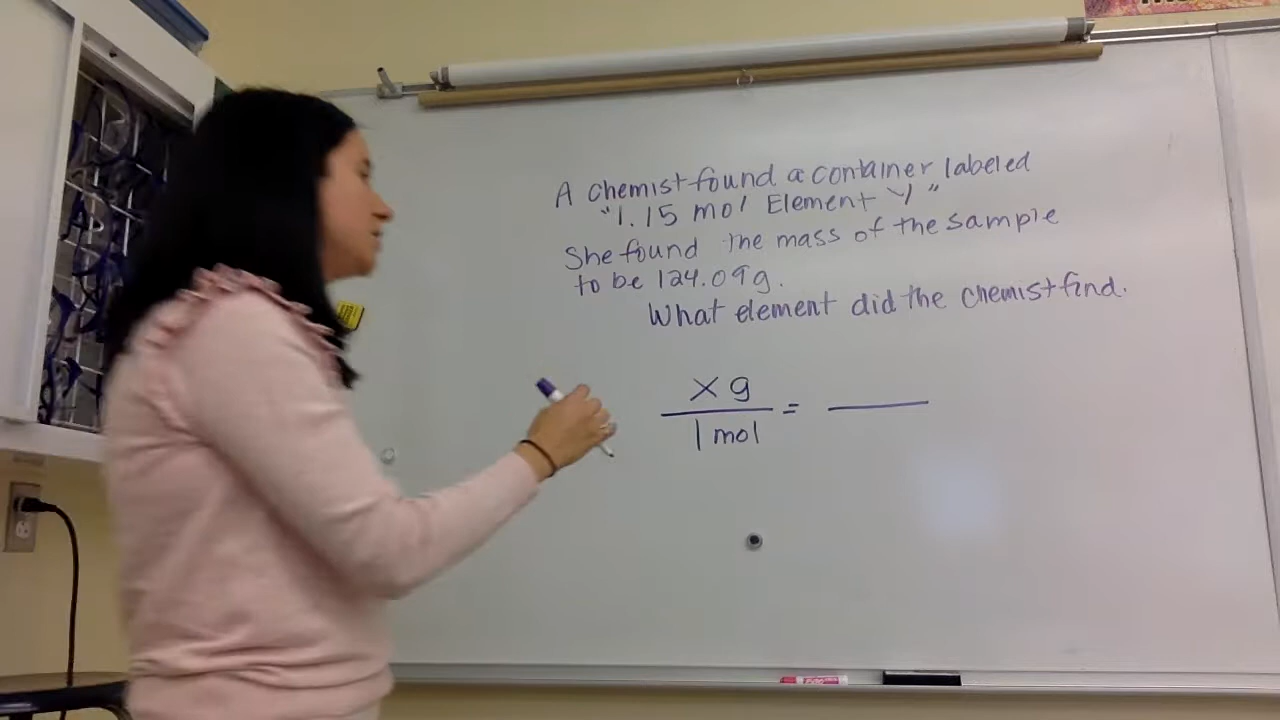 A chemist found a container labeled
"1.15 mol Element Y"
She found the mass of the sample
to be 124.09g.
What element did the chemist find.
X g
1 mol
=